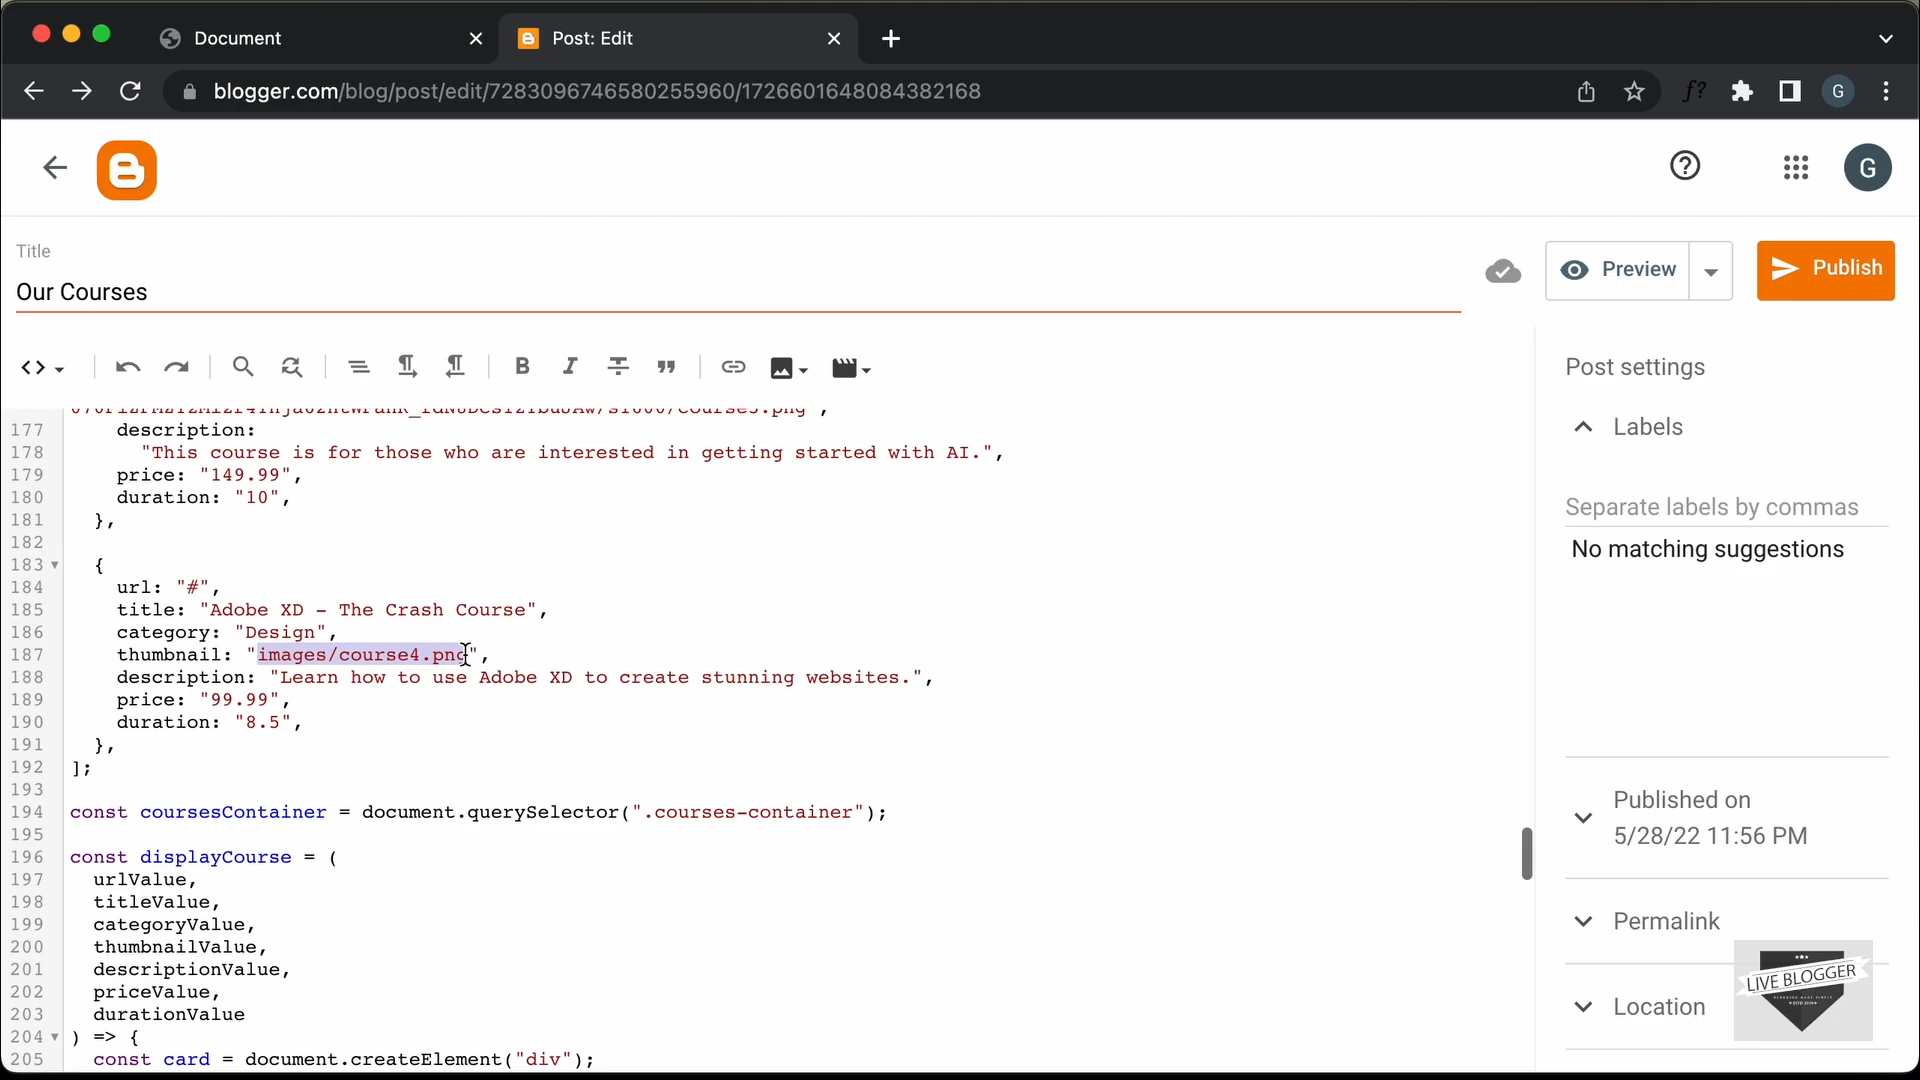 Document
Post: Edit
blogger.com/blog/post/edit/7283096746580255960/1726601648084382168
f?
G
G
Title
Our Courses
Preview
Publish
Post settings
Labels
Separate labels by commas
No matching suggestions
177 description:
178 "This course is for those who are interested in getting started with AI.",
179 price: "149.99",
180 duration: "10",
181 },
182
183 {
184 url: "#",
185 title: "Adobe XD - The Crash Course",
186 category: "Design",
187 thumbnail: "images/course4.png",
188 description: "Learn how to use Adobe XD to create stunning websites.",
189 price: "99.99",
190 duration: "8.5",
191 },
192 ];
193
194 const coursesContainer = document.querySelector(".courses-container");
195
196 const displayCourse = (
197 urlValue,
198 titleValue,
199 categoryValue,
200 thumbnailValue,
201 descriptionValue,
202 priceValue,
203 durationValue
204 ) => {
205 const card = document.createElement("div");
Published on
5/28/22 11:56 PM
Permalink
Location
LIVE BLOGGER